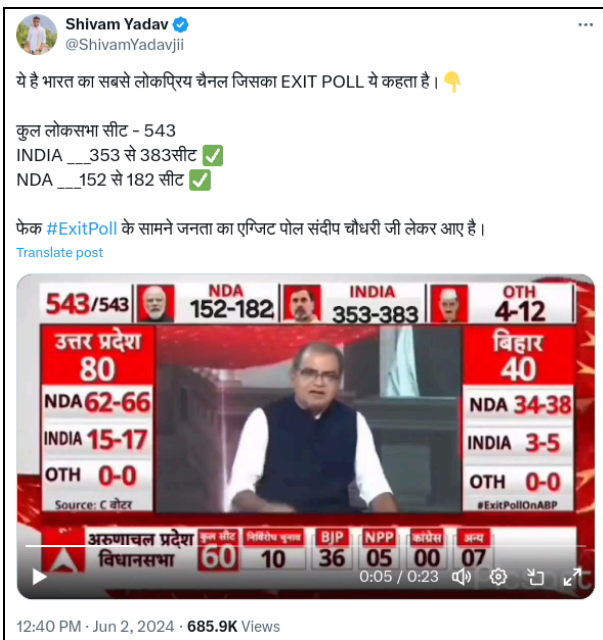 Shivam Yadav
@ShivamYadavjii
ये है भारत का सबसे लोकप्रिय चैनल जिसका EXIT POLL ये कहता है। 👇
कुल लोकसभा सीट - 543
INDIA ___353 से 383सीट ✅
NDA ___152 से 182 सीट ✅
फेक #ExitPoll के सामने जनता का एग्जिट पोल संदीप चौधरी जी लेकर आए है।
Translate post
543/543
NDA
152-182
INDIA
353-383
OTH
4-12
उत्तर प्रदेश
80
NDA 62-66
INDIA 15-17
OTH 0-0
Source: C वोटर
बिहार
40
NDA 34-38
INDIA 3-5
OTH 0-0
#ExitPollOnABP
अरुणाचल प्रदेश
विधानसभा
कुल सीट
60
निर्विरोध चुनाव
10
BJP
36
NPP
05
कांग्रेस
00
अन्य
07
0:05 / 0:23
12:40 PM · Jun 2, 2024 · 685.9K Views